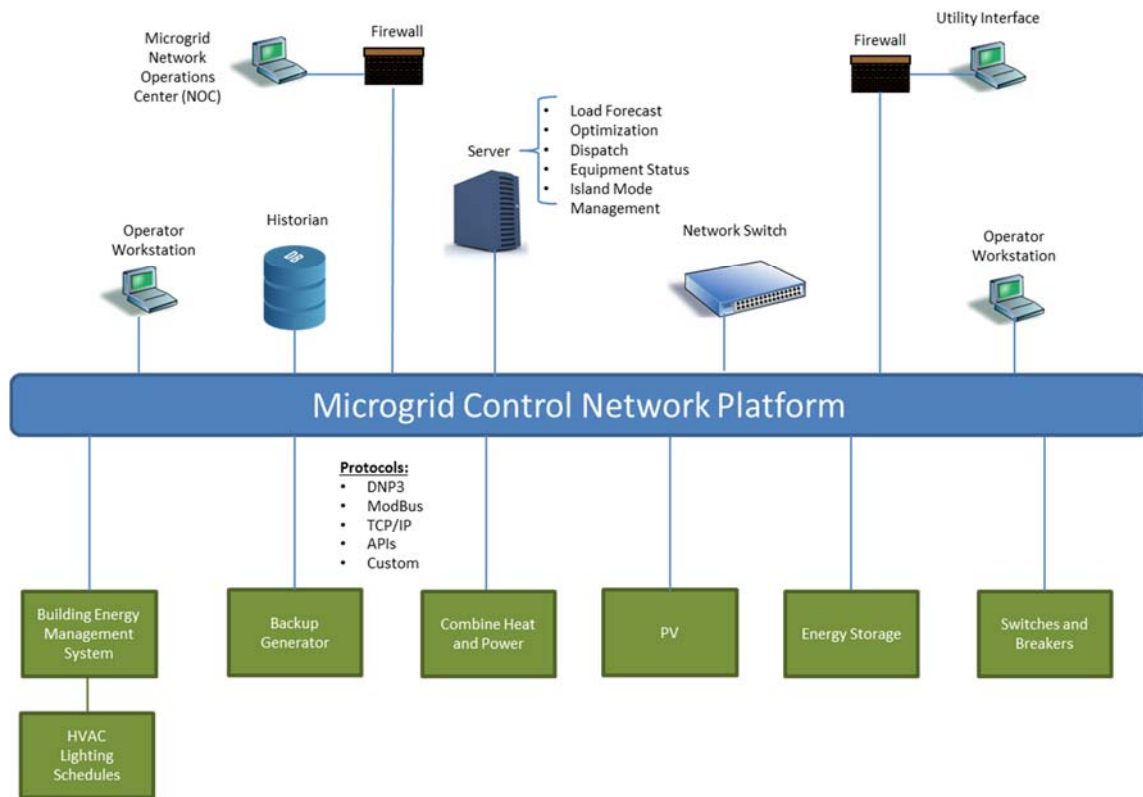 Microgrid
Network
Operations
Center (NOC)
Firewall
Utility Interface
Firewall
Server
• Load Forecast
• Optimization
• Dispatch
• Equipment Status
• Island Mode
Management
Operator
Workstation
Historian
DB
Network Switch
Operator
Workstation
Microgrid Control Network Platform
Protocols:
• DNP3
• ModBus
• TCP/IP
• APIs
• Custom
Building Energy
Management
System
Backup
Generator
Combine Heat
and Power
PV
Energy Storage
Switches and
Breakers
HVAC
Lighting
Schedules